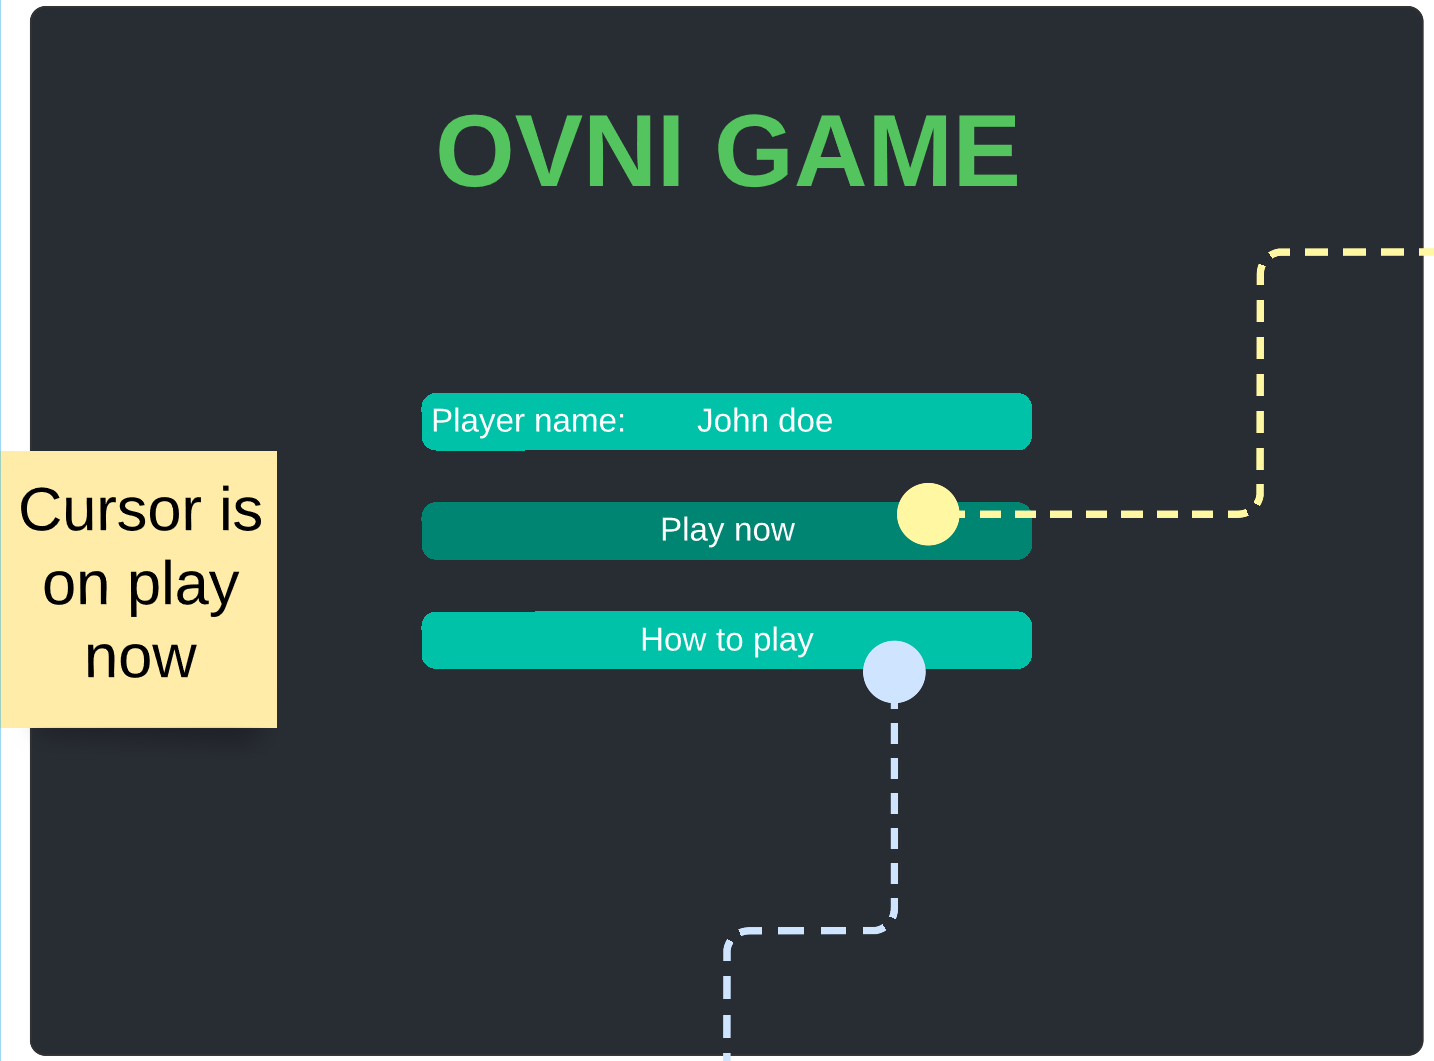 OVNI GAME
Player name: John doe
Cursor is
on play
now
Play now
How to play